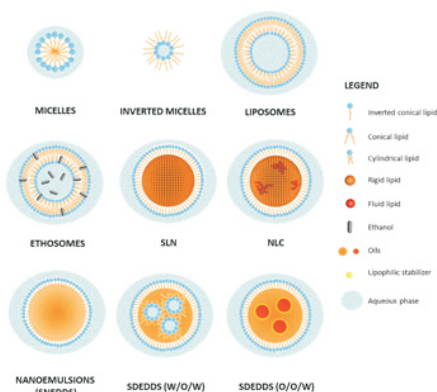 MICELLES
INVERTED MICELLES
LIPOSOMES
LEGEND
Inverted conical lipid
Conical lipid
Cylindrical lipid
Rigid lipid
Fluid lipid
Ethanol
Oils
Lipophilic stabilizer
Aqueous phase
ETHOSOMES
SLN
NLC
NANOEMULSIONS
(SNEDDS)
SDEDDS (W/O/W)
SDEDDS (O/O/W)